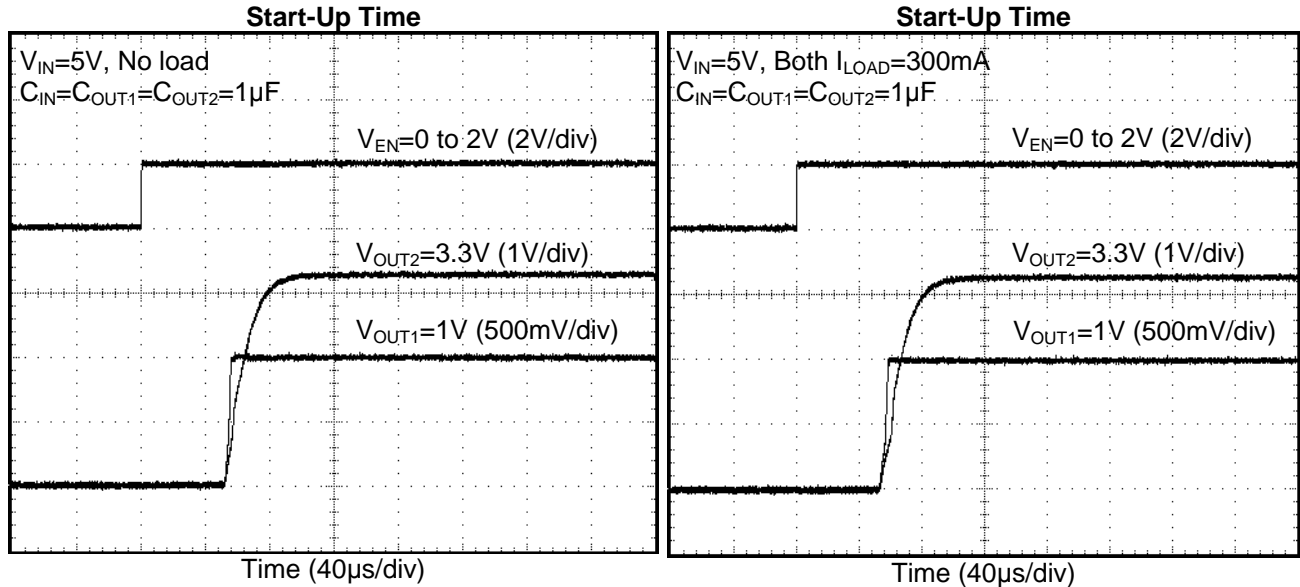 Start-Up Time
V_IN=5V, No load
C_IN=C_OUT1=C_OUT2=1µF
V_EN=0 to 2V (2V/div)
V_OUT2=3.3V (1V/div)
V_OUT1=1V (500mV/div)
Time (40µs/div)
Start-Up Time
V_IN=5V, Both I_LOAD=300mA
C_IN=C_OUT1=C_OUT2=1µF
V_EN=0 to 2V (2V/div)
V_OUT2=3.3V (1V/div)
V_OUT1=1V (500mV/div)
Time (40µs/div)